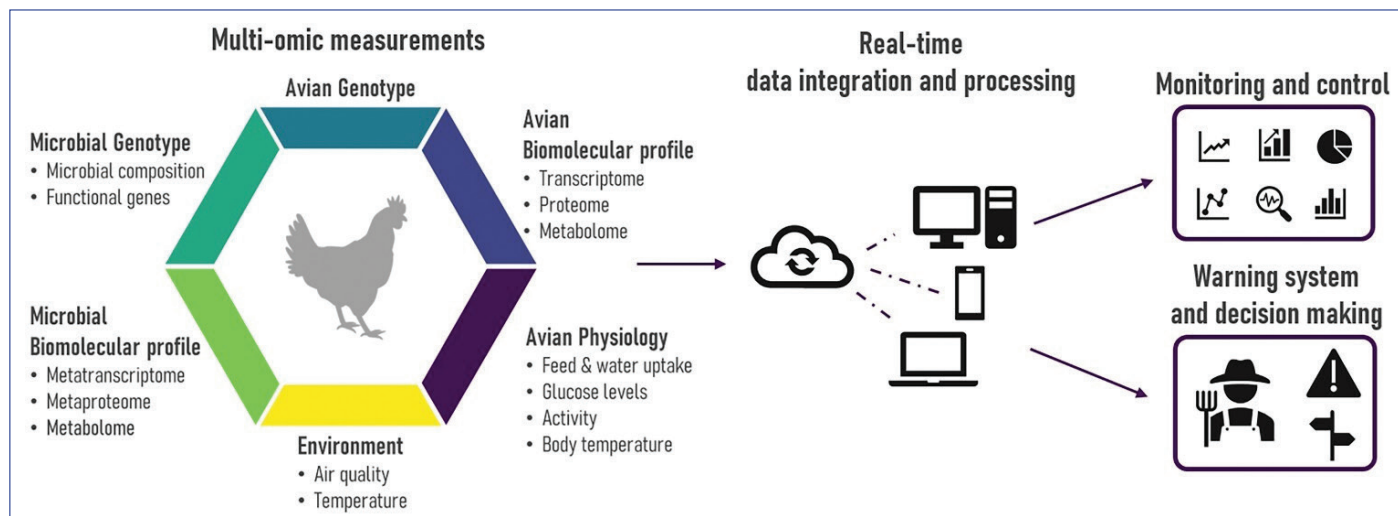 Multi-omic measurements
Avian Genotype
Microbial Genotype
• Microbial composition
• Functional genes
Avian
Biomolecular profile
• Transcriptome
• Proteome
• Metabolome
Microbial
Biomolecular profile
• Metatranscriptome
• Metaproteome
• Metabolome
Avian Physiology
• Feed & water uptake
• Glucose levels
• Activity
• Body temperature
Environment
• Air quality
• Temperature
Real-time
data integration and processing
Monitoring and control
Warning system
and decision making